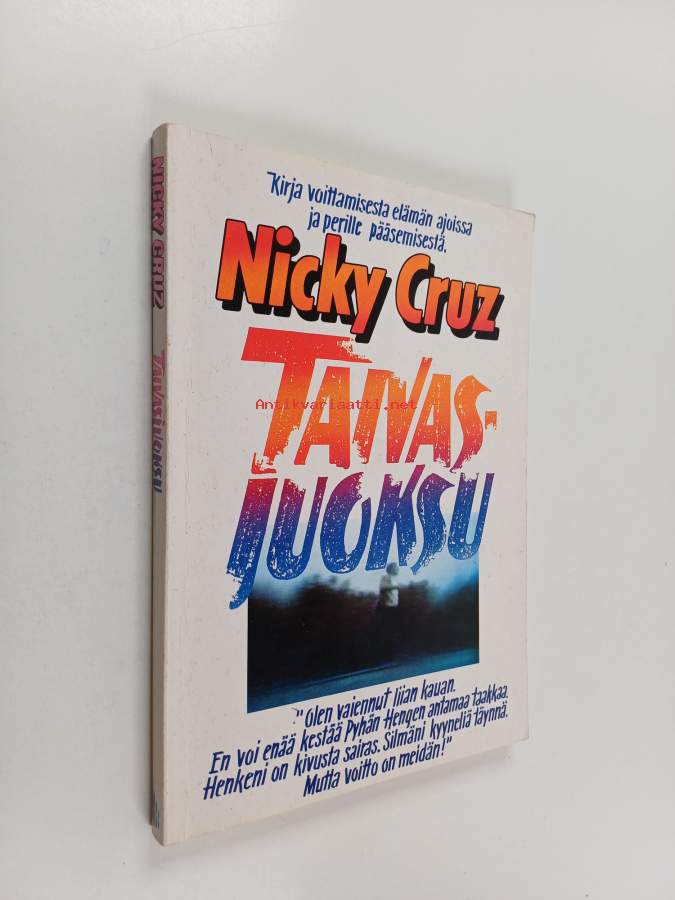 Kirja voittamisesta elämän ajoissa
ja perille pääsemisestä.
Nicky Cruz
TAIVAS-
JUOKSU
"Olen vaiennut liian kauan.
En voi enää kestää Pyhän Hengen antamaa taakkaa.
Henkeni on kivusta sairas. Silmäni kyyneliä täynnä.
Mutta voitto on meidän!"
NICKY CRUZ TAIVASJUOKSU
Antikvariaatti.net